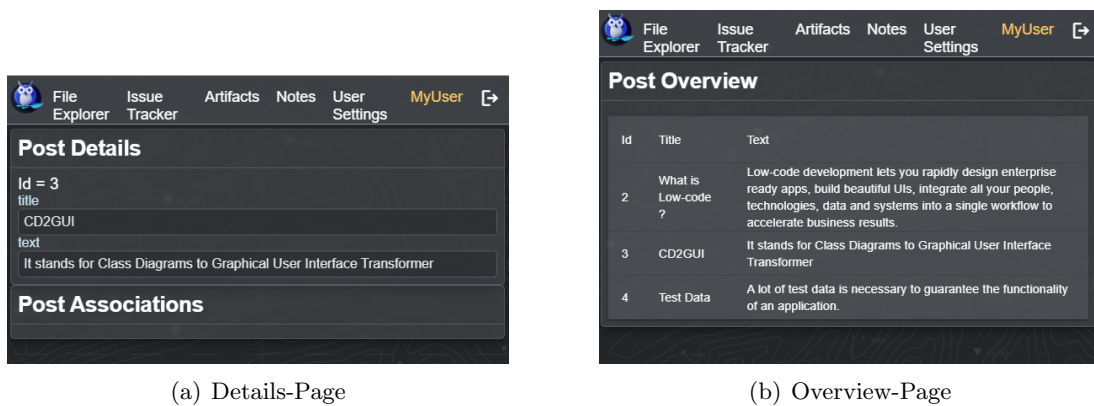 File Explorer Issue Tracker Artifacts Notes User Settings MyUser
Post Details
Id = 3
title
CD2GUI
text
It stands for Class Diagrams to Graphical User Interface Transformer
Post Associations
(a) Details-Page
File Explorer Issue Tracker Artifacts Notes User Settings MyUser
Post Overview
Id Title Text
2
What is
Low-code
?
Low-code development lets you rapidly design enterprise
ready apps, build beautiful UIs, integrate all your people,
technologies, data and systems into a single workflow to
accelerate business results.
3 CD2GUI
It stands for Class Diagrams to Graphical User Interface
Transformer
4 Test Data
A lot of test data is necessary to guarantee the functionality
of an application.
(b) Overview-Page